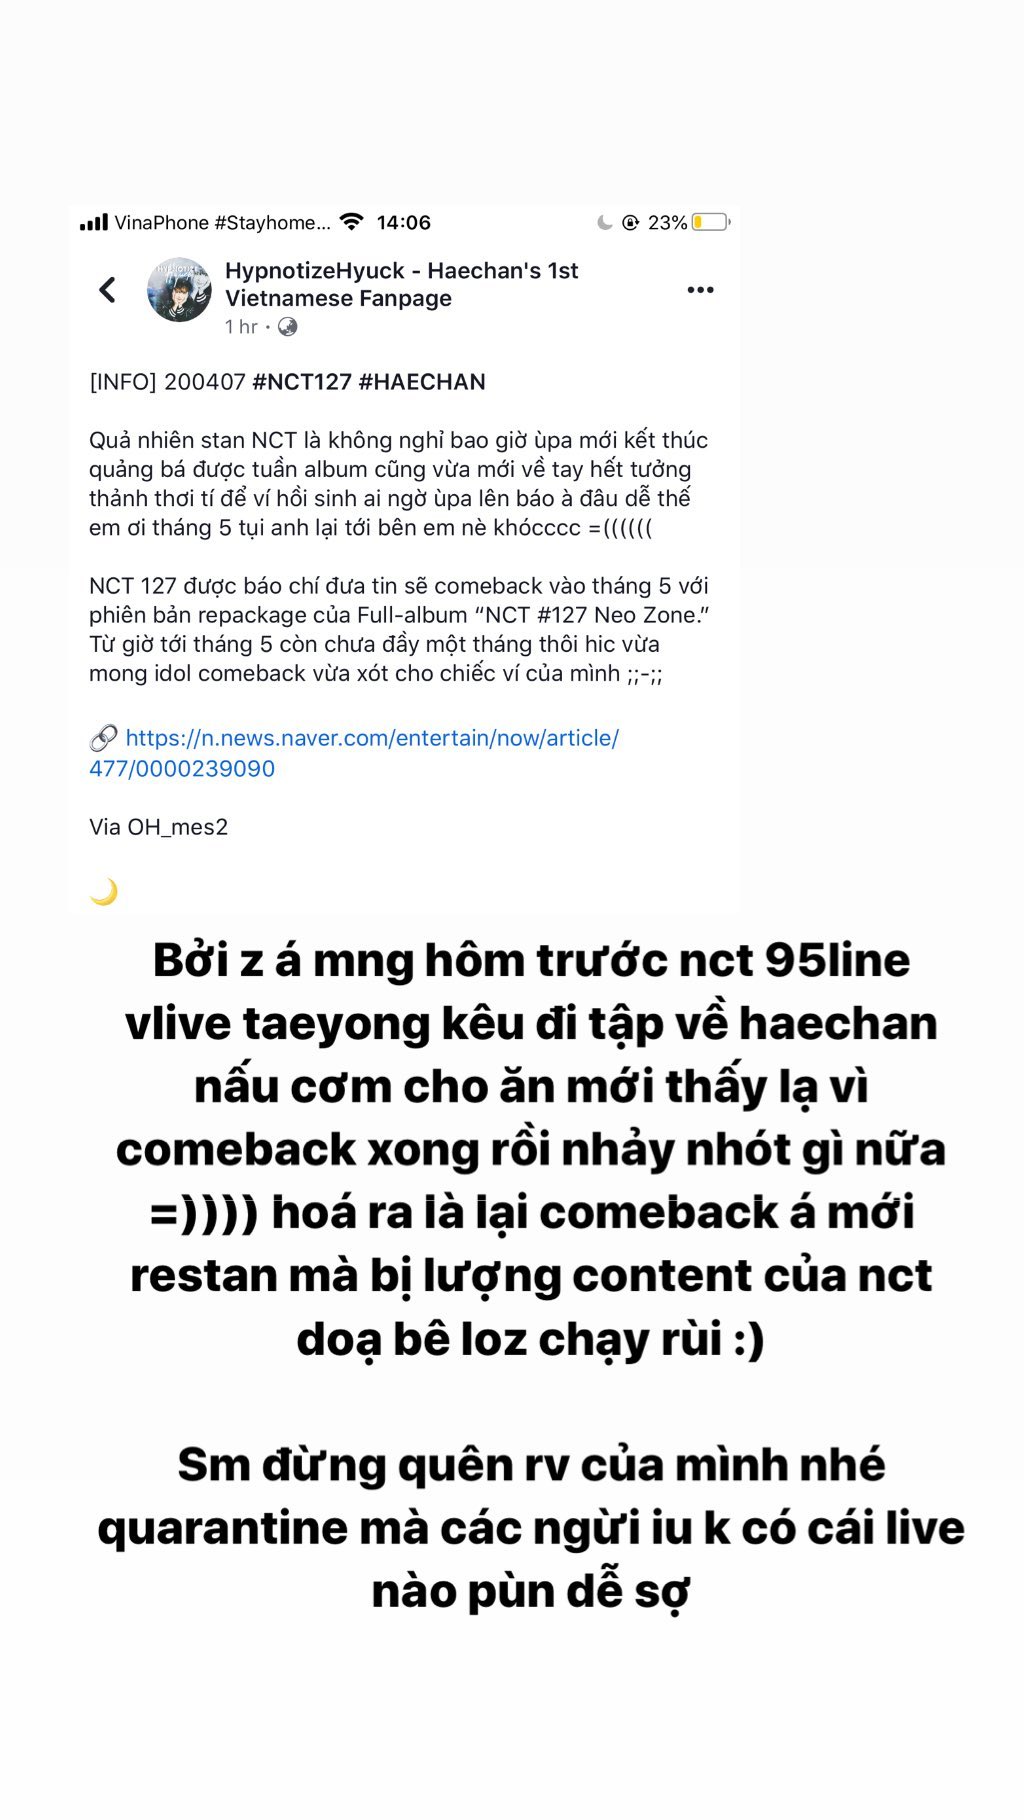 VinaPhone #Stayhome... 14:06 23%
HypnotizeHyuck - Haechan's 1st
Vietnamese Fanpage
1 hr ·
[INFO] 200407 #NCT127 #HAECHAN
Quả nhiên stan NCT là không nghỉ bao giờ ùpa mới kết thúc
quảng bá được tuần album cũng vừa mới về tay hết tưởng
thảnh thơi tí để ví hồi sinh ai ngờ ùpa lên báo à đâu dễ thế
em ơi tháng 5 tụi anh lại tới bên em nè khócccc =((((((
NCT 127 được báo chí đưa tin sẽ comeback vào tháng 5 với
phiên bản repackage của Full-album “NCT #127 Neo Zone.”
Từ giờ tới tháng 5 còn chưa đầy một tháng thôi hic vừa
mong idol comeback vừa xót cho chiếc ví của mình ;;-;;
🔗 https://n.news.naver.com/entertain/now/article/
477/0000239090
Via OH_mes2
🌙
Bởi z á mng hôm trước nct 95line
vlive taeyong kêu đi tập về haechan
nấu cơm cho ăn mới thấy lạ vì
comeback xong rồi nhảy nhót gì nữa
=)))) hoá ra là lại comeback á mới
restan mà bị lượng content của nct
doạ bê loz chạy rùi :)
Sm đừng quên rv của mình nhé
quarantine mà các ngừi iu k có cái live
nào pùn dễ sợ